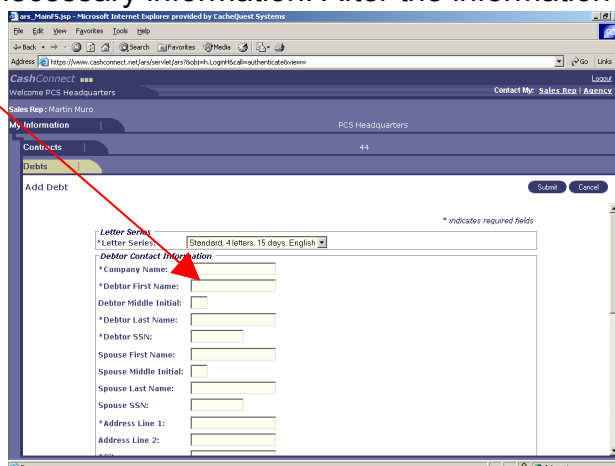 necessary information. After the information
ars_MainFS.jsp - Microsoft Internet Explorer provided by CacheQuest Systems
File Edit View Favorites Tools Help
Back Search Favorites Media
Address https://www.cashconnect.net/ars/servlet/ars?&obj=h.LoginH&call=authenticate&view= Go Links
CashConnect Logout
Welcome PCS Headquarters Contact My: Sales Rep | Agency
Sales Rep : Martin Muro
My Information | PCS Headquarters
Contracts | 44
Debts |
Add Debt Submit Cancel
* indicates required fields
Letter Series
*Letter Series: Standard, 4 letters, 15 days, English
Debtor Contact Information
*Company Name:
*Debtor First Name:
Debtor Middle Initial:
*Debtor Last Name:
*Debtor SSN:
Spouse First Name:
Spouse Middle Initial:
Spouse Last Name:
Spouse SSN:
*Address Line 1:
Address Line 2: